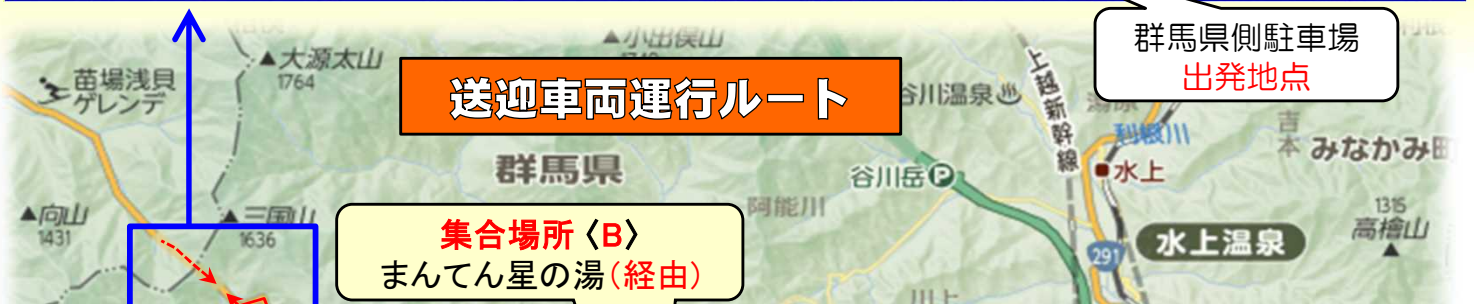 群馬県側駐車場
出発地点
大源太山
1764
苗場浅貝
ゲレンデ
送迎車両運行ルート
谷川温泉
上越新幹線
利根川
吉本
みなかみ町
群馬県
谷川岳P
水上
阿能川
向山
1431
三国山
1636
集合場所〈B〉
まんてん星の湯(経由)
291
水上温泉
1315
高檜山
川上